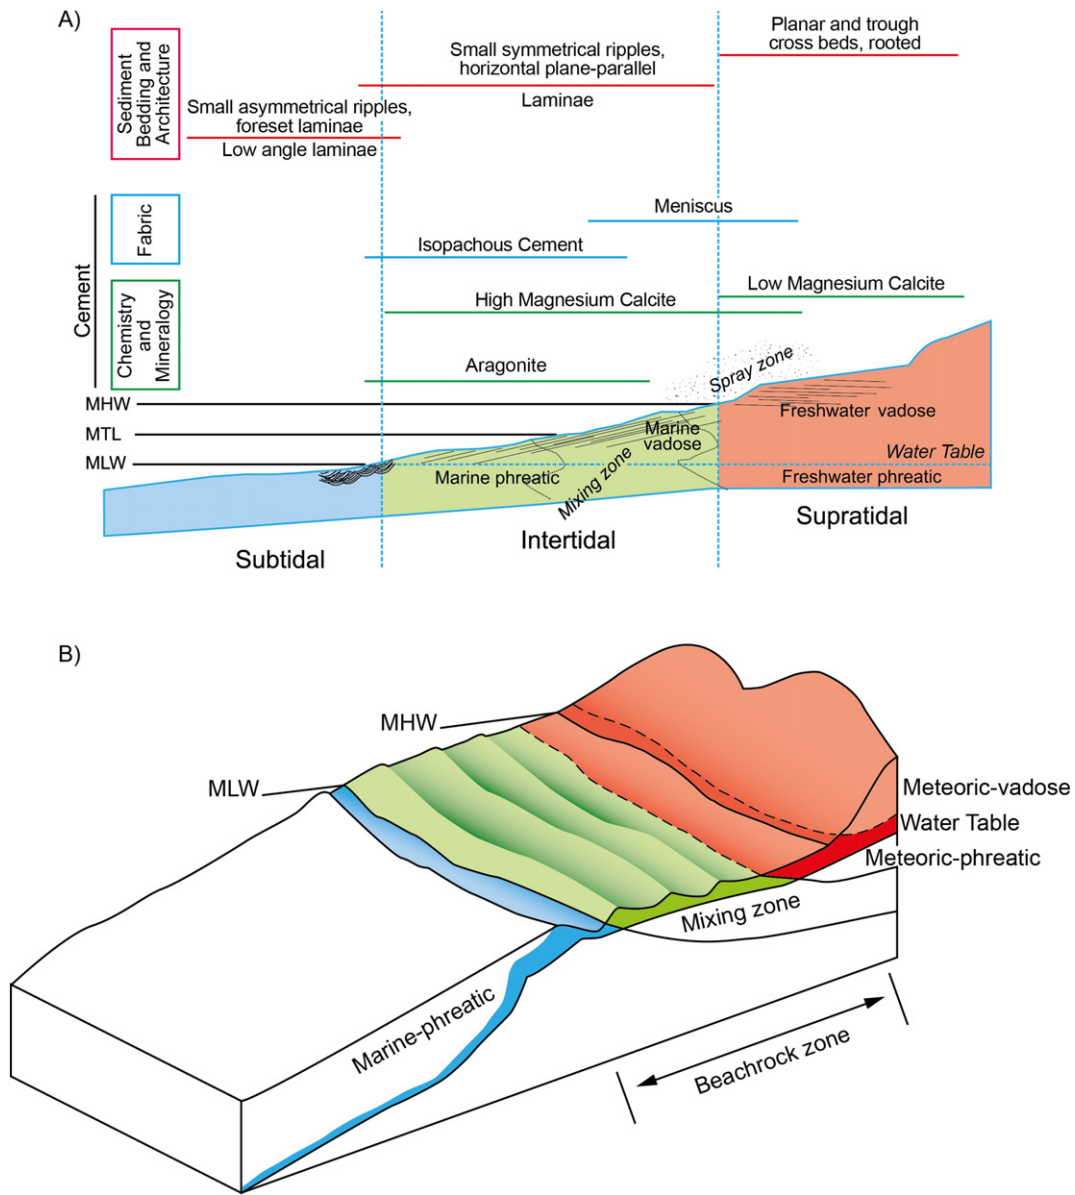 A)
Sediment
Bedding and
Architecture
Planar and trough
cross beds, rooted
Small symmetrical ripples,
horizontal plane-parallel
Laminae
Small asymmetrical ripples,
foreset laminae
Low angle laminae
Cement
Fabric
Meniscus
Isopachous Cement
Chemistry
and
Mineralogy
Low Magnesium Calcite
High Magnesium Calcite
Aragonite
Spray zone
MHW
MTL
MLW
Freshwater vadose
Marine
vadose
Water Table
Marine phreatic
Mixing zone
Freshwater phreatic
Subtidal
Intertidal
Supratidal
B)
MHW
MLW
Meteoric-vadose
Water Table
Meteoric-phreatic
Mixing zone
Marine-phreatic
Beachrock zone